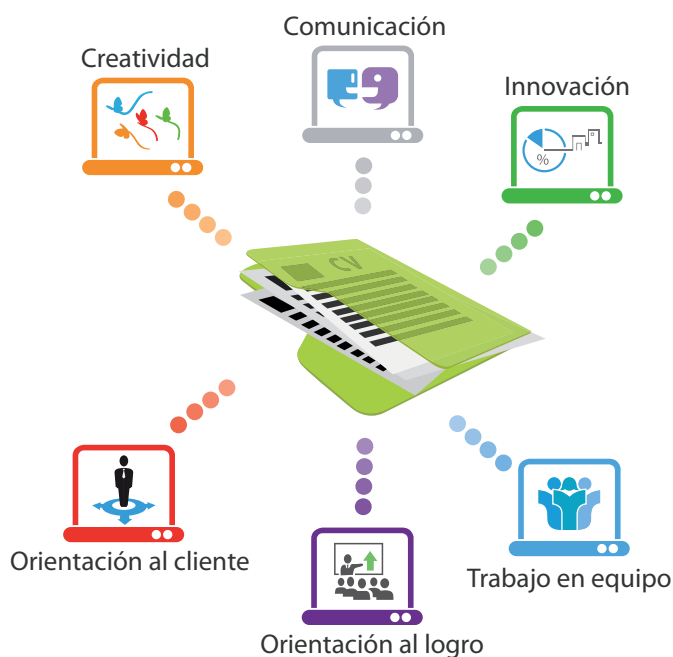 Comunicación
Creatividad
Innovación
%
CV
Orientación al cliente
Trabajo en equipo
Orientación al logro